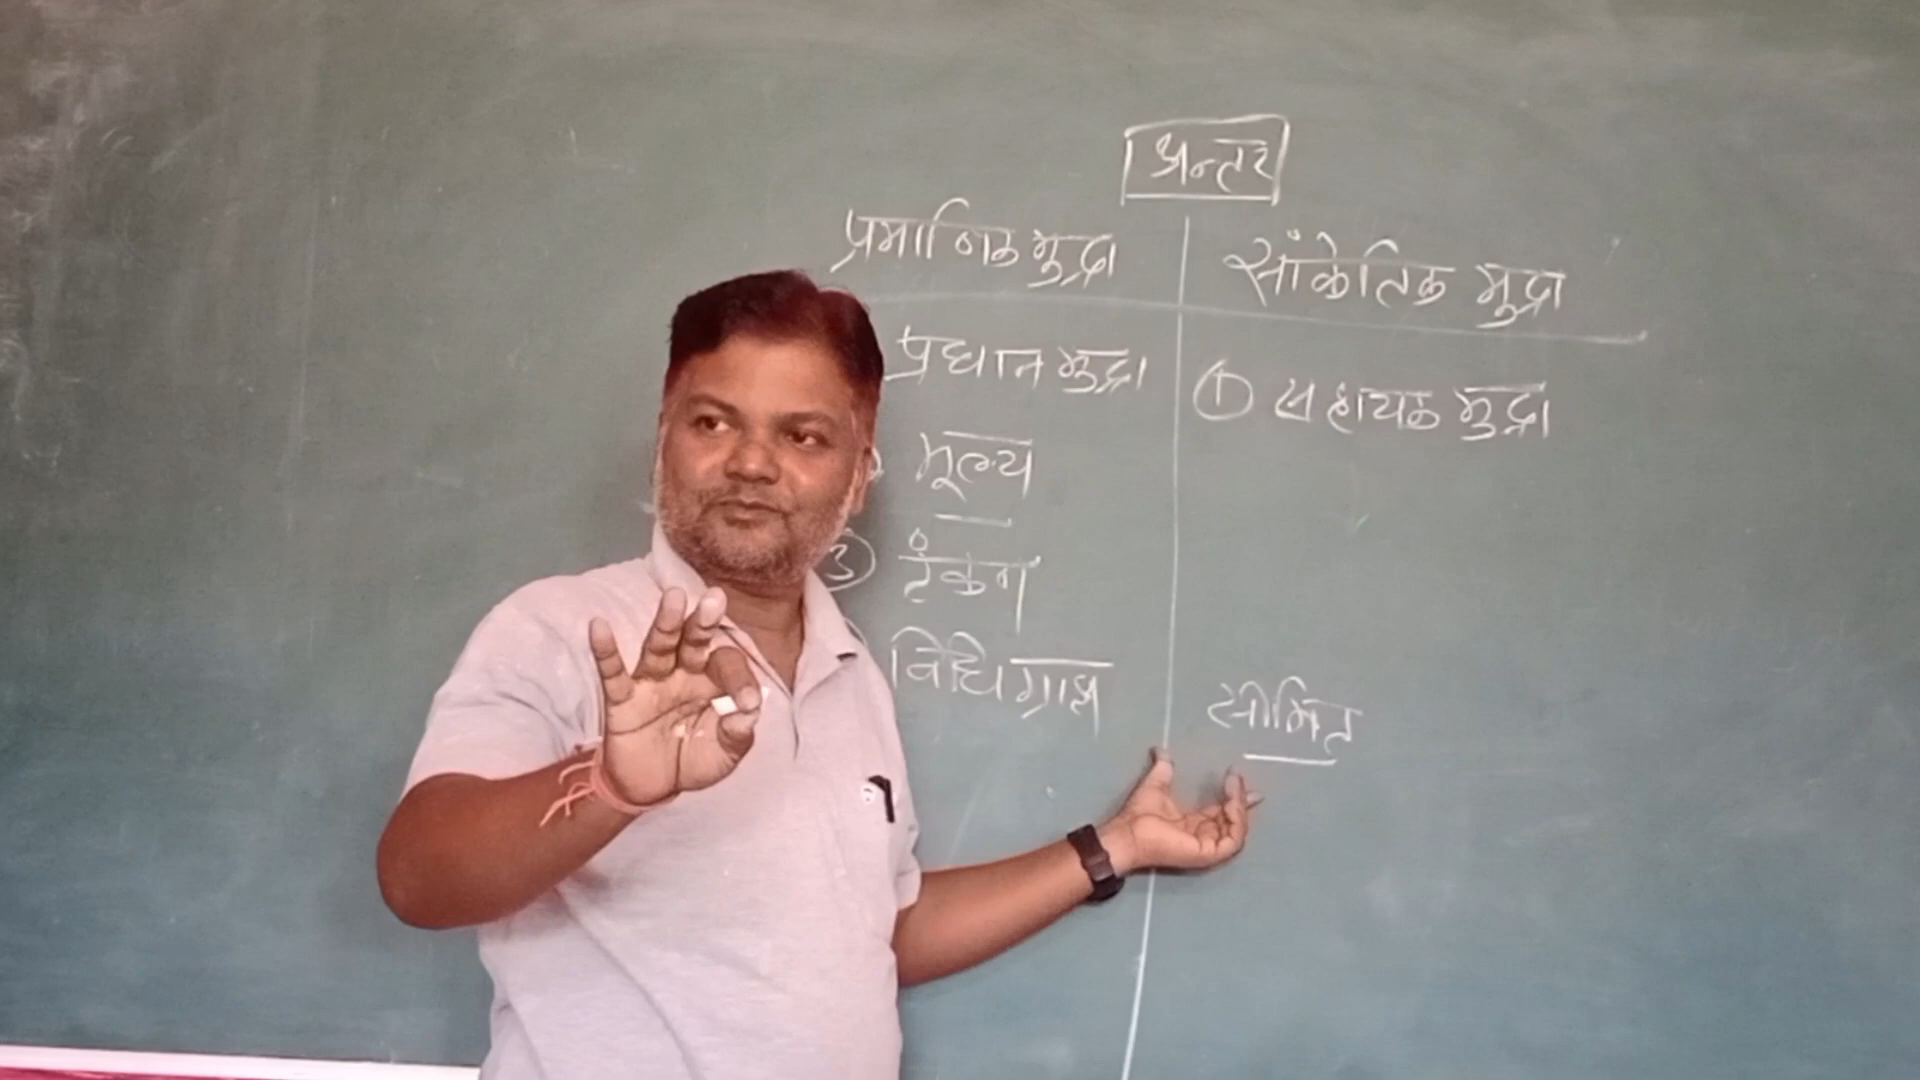 अन्तर
प्रमाणिक मुद्रा
सांकेतिक मुद्रा
प्रधान मुद्रा
① सहायक मुद्रा
मूल्य
③ टंकण
विधि ग्राह्य
सीमित